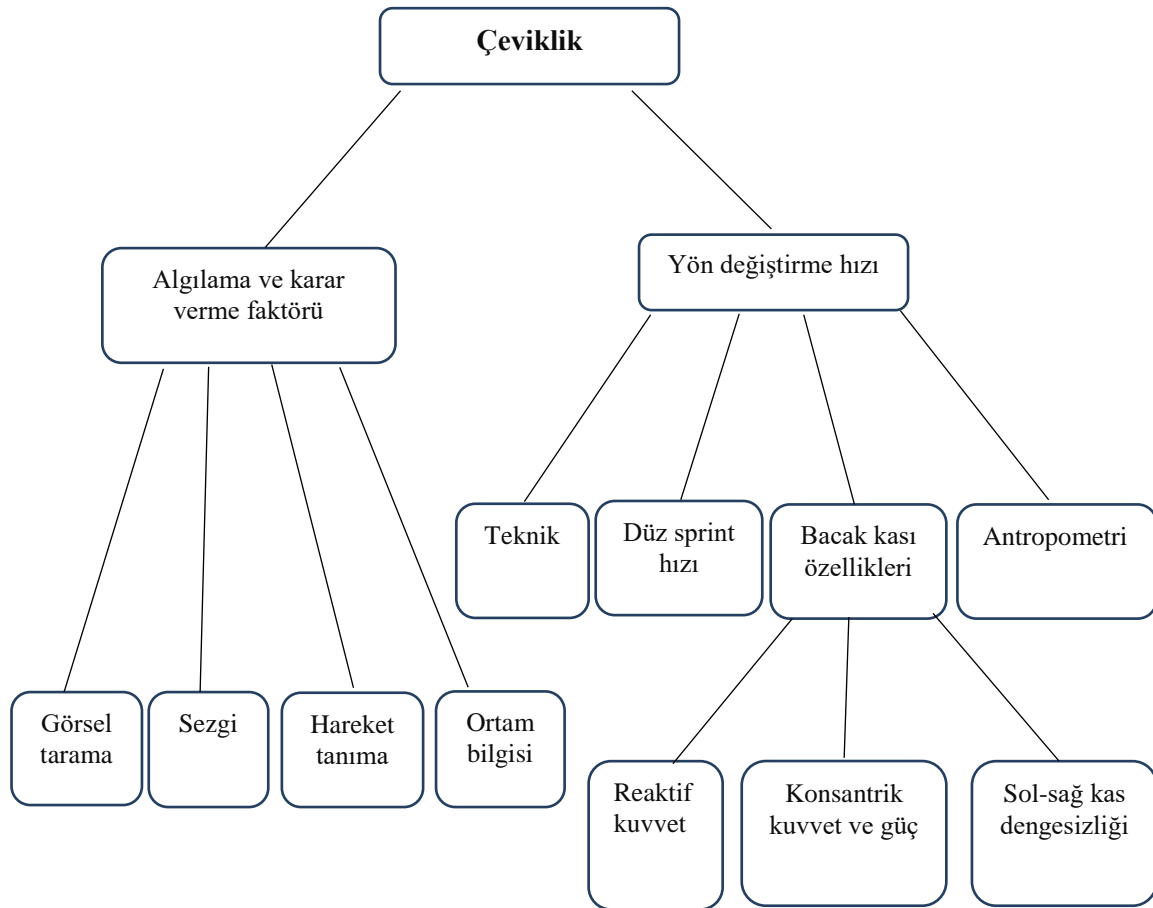 Çeviklik
Algılama ve karar
verme faktörü
Yön değiştirme hızı
Teknik
Düz sprint
hızı
Bacak kası
özellikleri
Antropometri
Görsel
tarama
Sezgi
Hareket
tanıma
Ortam
bilgisi
Reaktif
kuvvet
Konsantrik
kuvvet ve güç
Sol-sağ kas
dengesizliği